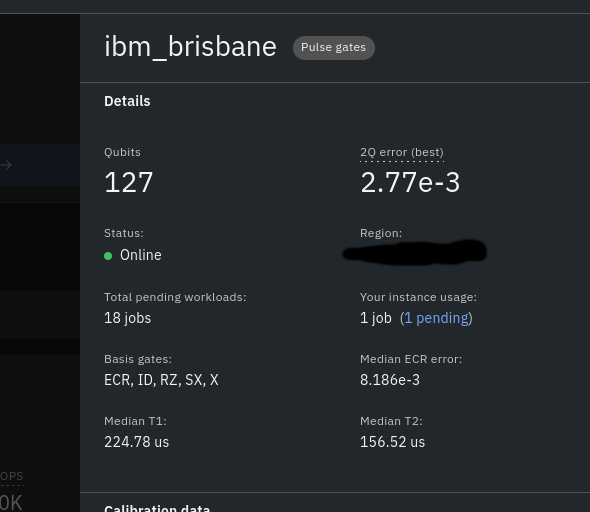 ibm_brisbane Pulse gates
Details
Qubits
127
2Q error (best)
2.77e-3
Status:
Online
Region:
Total pending workloads:
18 jobs
Your instance usage:
1 job (1 pending)
Basis gates:
ECR, ID, RZ, SX, X
Median ECR error:
8.186e-3
Median T1:
224.78 us
Median T2:
156.52 us
OPS
0K
Calibration data